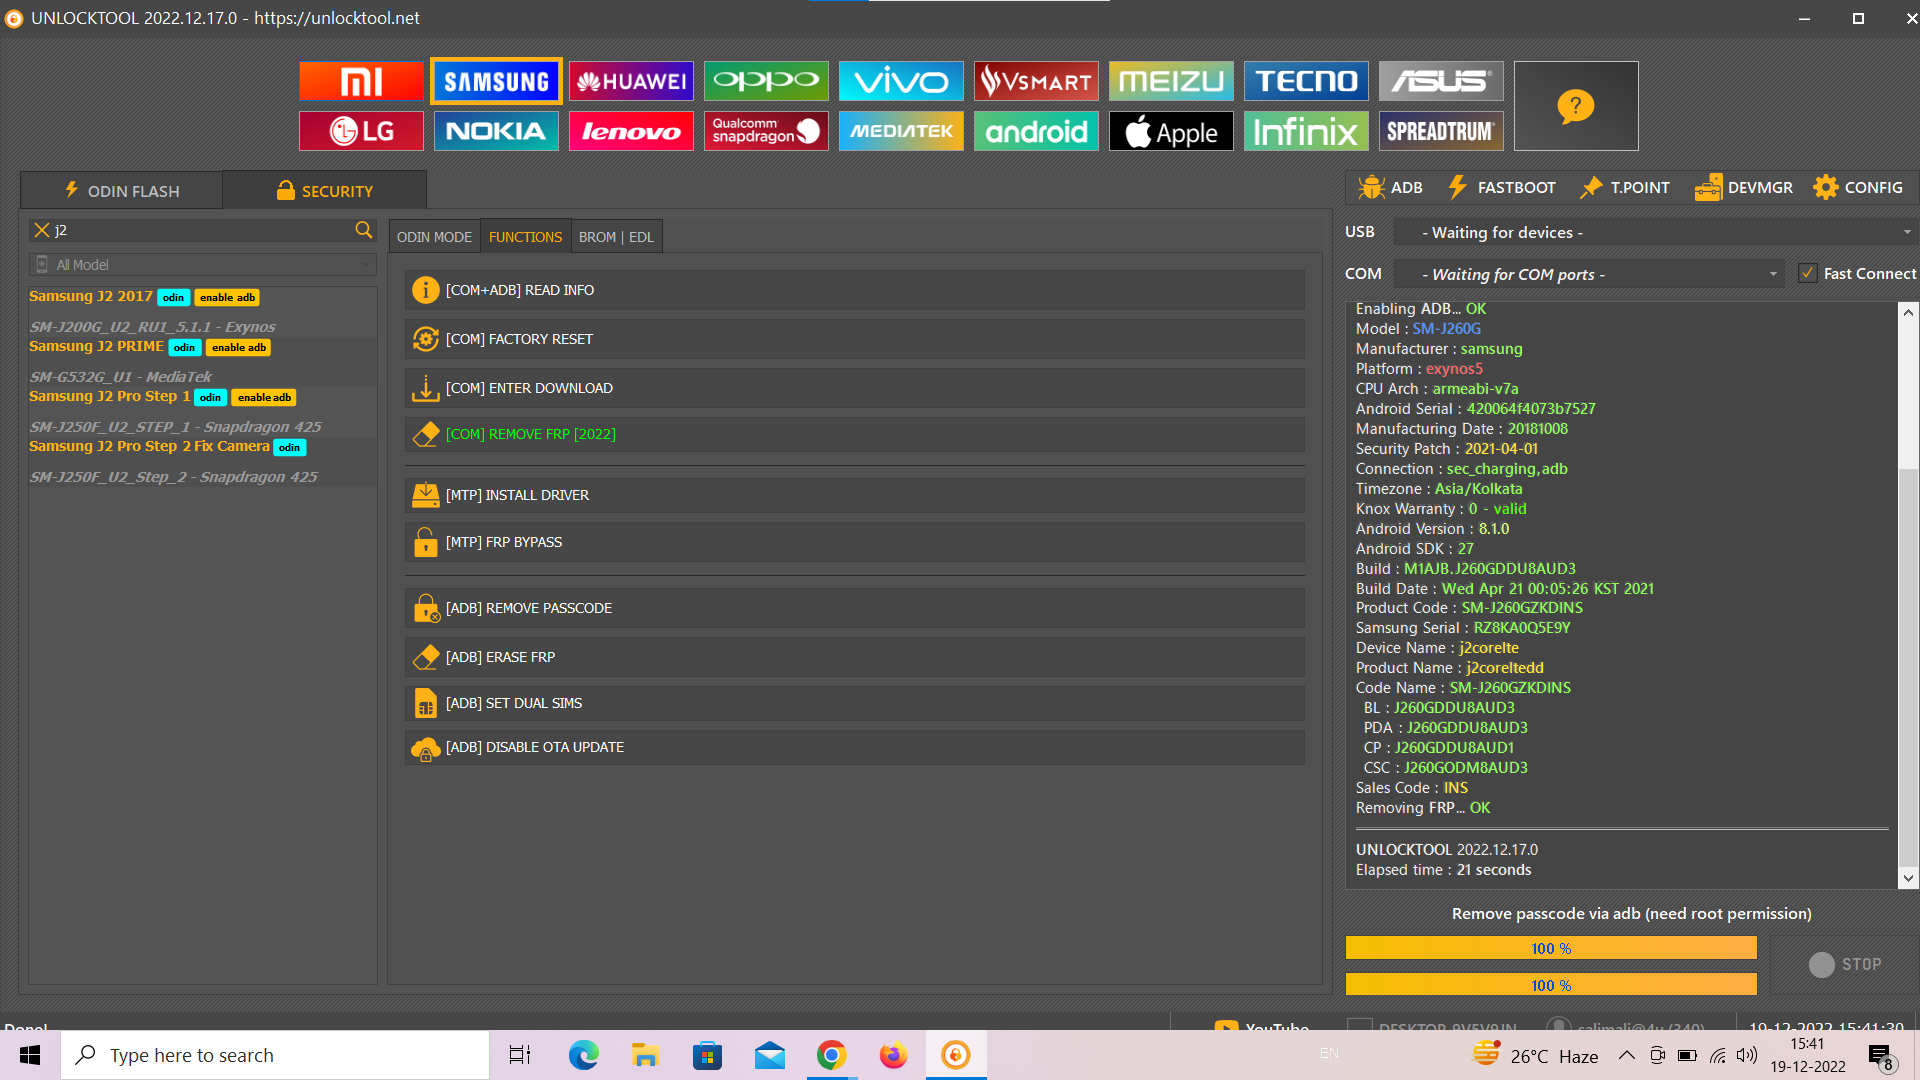 UNLOCKTOOL 2022.12.17.0 - https://unlocktool.net
MI
SAMSUNG
HUAWEI
oppo
vivo
VSMART
MEIZU
TECNO
ASUS
?
LG
NOKIA
lenovo
Qualcomm
snapdragon
MEDIATEK
android
Apple
Infinix
SPREADTRUM
ODIN FLASH
SECURITY
ADB
FASTBOOT
T.POINT
DEVMGR
CONFIG
j2
All Model
Samsung J2 2017 odin enable adb
SM-J200G_U2_RU1_5.1.1 - Exynos
Samsung J2 PRIME odin enable adb
SM-G532G_U1 - MediaTek
Samsung J2 Pro Step 1 odin enable adb
SM-J250F_U2_STEP_1 - Snapdragon 425
Samsung J2 Pro Step 2 Fix Camera odin
SM-J250F_U2_Step_2 - Snapdragon 425
ODIN MODE
FUNCTIONS
BROM | EDL
[COM+ADB] READ INFO
[COM] FACTORY RESET
[COM] ENTER DOWNLOAD
[COM] REMOVE FRP [2022]
[MTP] INSTALL DRIVER
[MTP] FRP BYPASS
[ADB] REMOVE PASSCODE
[ADB] ERASE FRP
[ADB] SET DUAL SIMS
[ADB] DISABLE OTA UPDATE
USB - Waiting for devices -
COM - Waiting for COM ports - Fast Connect
Enabling ADB... OK
Model : SM-J260G
Manufacturer : samsung
Platform : exynos5
CPU Arch : armeabi-v7a
Android Serial : 420064f4073b7527
Manufacturing Date : 20181008
Security Patch : 2021-04-01
Connection : sec_charging,adb
Timezone : Asia/Kolkata
Knox Warranty : 0 - valid
Android Version : 8.1.0
Android SDK : 27
Build : M1AJB.J260GDDU8AUD3
Build Date : Wed Apr 21 00:05:26 KST 2021
Product Code : SM-J260GZKDINS
Samsung Serial : RZ8KA0Q5E9Y
Device Name : j2corelte
Product Name : j2coreltedd
Code Name : SM-J260GZKDINS
BL : J260GDDU8AUD3
PDA : J260GDDU8AUD3
CP : J260GDDU8AUD1
CSC : J260GODM8AUD3
Sales Code : INS
Removing FRP... OK
UNLOCKTOOL 2022.12.17.0
Elapsed time : 21 seconds
Remove passcode via adb (need root permission)
100 %
100 %
STOP
Done!
YouTube
DESKTOP-9V5V9JN
salimali@4u (340)
19-12-2022 15:41:30
Type here to search
EN
26°C Haze
15:41
19-12-2022
8